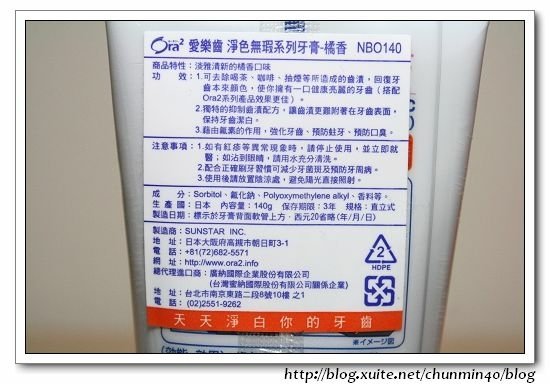 Ora² 愛樂齒 淨色無瑕系列牙膏-橘香 NBO140
商品特性：淡雅清新的橘香口味
功　　效：1.可去除喝茶、咖啡、抽煙等所造成的齒漬，回復牙
齒本來顏色，使你擁有一口健康亮麗的牙齒（搭配
Ora2系列產品效果更佳）。
2.獨特的抑制齒漬配方，讓齒漬更難附著在牙齒表面，
保持牙齒潔白。
3.藉由氟素的作用，強化牙齒、預防蛀牙、預防口臭。
注意事項：1.如有紅疹等異常現象時，請停止使用，並立即就
醫；如沾到眼睛，請用水充分清洗。
2.配合正確刷牙習慣可減少牙菌斑及預防牙周病。
3.使用後請放置陰涼處，避免陽光直接照射。
成　　分：Sorbitol、氟化鈉、Polyoxymethylene alkyl、香料等。
生 產 國：日本 內容量：140g 保存期限：3年 規格：直立式
製造日期：標示於牙膏背面軟管上方．西元20省略(年/月/日)
製造商：SUNSTAR INC.
地　址：日本大阪府高槻市朝日町3-1
電　話：+81(72)682-5571
網　址：http://www.ora2.info
總代理進口商：廣納國際企業股份有限公司
(台灣蜜納國際有限股份有限公司關係企業)
地　址：台北市南京東路二段8號10樓 之1
電　話：(02)2551-9262
2
HDPE
天天淨白你的牙齒
※イメージ図
http://blog.xuite.net/chunmin40/blog